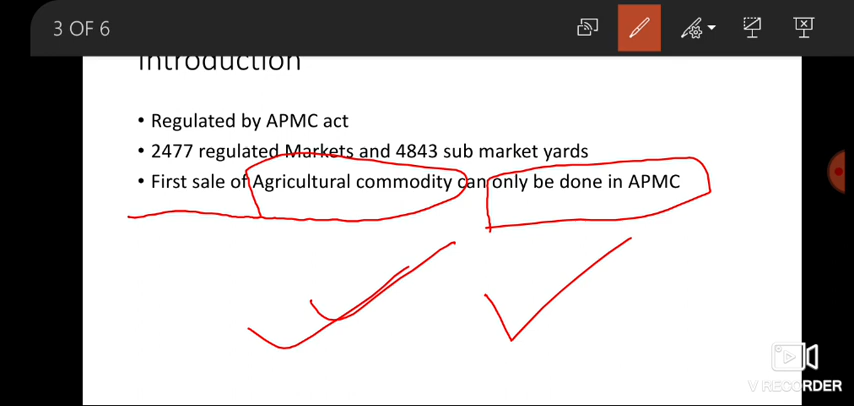 3 OF 6
Introduction
• Regulated by APMC act
• 2477 regulated Markets and 4843 sub market yards
• First sale of Agricultural commodity can only be done in APMC
V RECORDER